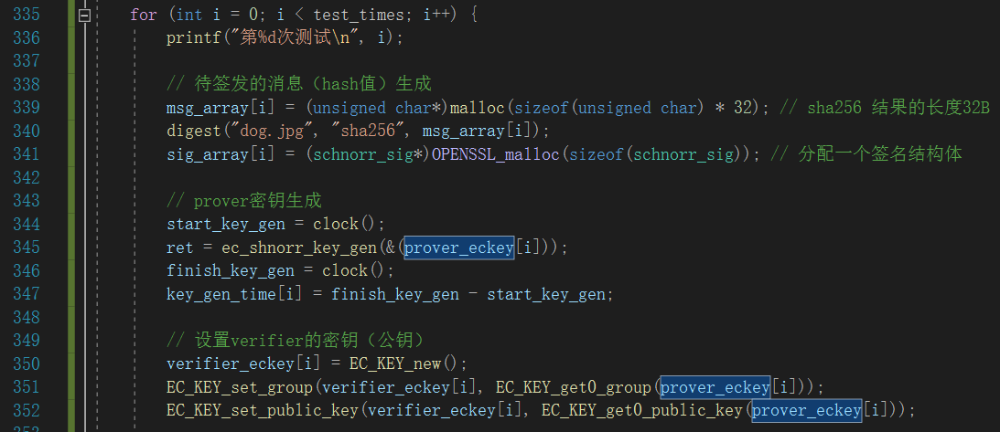 335 for (int i = 0; i < test_times; i++) {
336 printf("第%d次测试\n", i);
337
338 // 待签发的消息（hash值）生成
339 msg_array[i] = (unsigned char*)malloc(sizeof(unsigned char) * 32); // sha256 结果的长度32B
340 digest("dog.jpg", "sha256", msg_array[i]);
341 sig_array[i] = (schnorr_sig*)OPENSSL_malloc(sizeof(schnorr_sig)); // 分配一个签名结构体
342
343 // prover密钥生成
344 start_key_gen = clock();
345 ret = ec_shnorr_key_gen(&(prover_eckey[i]));
346 finish_key_gen = clock();
347 key_gen_time[i] = finish_key_gen - start_key_gen;
348
349 // 设置verifier的密钥（公钥）
350 verifier_eckey[i] = EC_KEY_new();
351 EC_KEY_set_group(verifier_eckey[i], EC_KEY_get0_group(prover_eckey[i]));
352 EC_KEY_set_public_key(verifier_eckey[i], EC_KEY_get0_public_key(prover_eckey[i]));